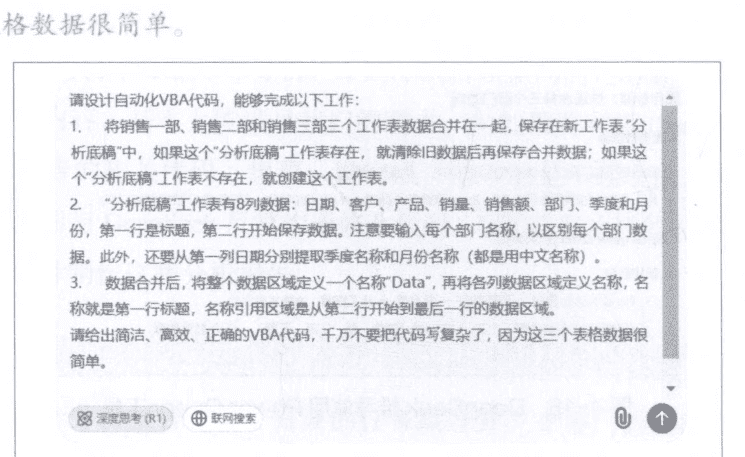 格数据很简单。
请设计自动化VBA代码，能够完成以下工作：
1. 将销售一部、销售二部和销售三部三个工作表数据合并在一起，保存在新工作表“分
析底稿”中，如果这个“分析底稿”工作表存在，就清除旧数据后再保存合并数据；如果这
个“分析底稿”工作表不存在，就创建这个工作表。
2. “分析底稿”工作表有8列数据：日期、客户、产品、销量、销售额、部门、季度和月
份，第一行是标题，第二行开始保存数据。注意要输入每个部门名称，以区别每个部门数
据。此外，还要从第一列日期分别提取季度名称和月份名称（都是用中文名称）。
3. 数据合并后，将整个数据区域定义一个名称“Data”，再将各列数据区域定义名称，名
称就是第一行标题，名称引用区域是从第二行开始到最后一行的数据区域。
请给出简洁、高效、正确的VBA代码，千万不要把代码写复杂了，因为这三个表格数据很
简单。
深度思考 (R1) 联网搜索